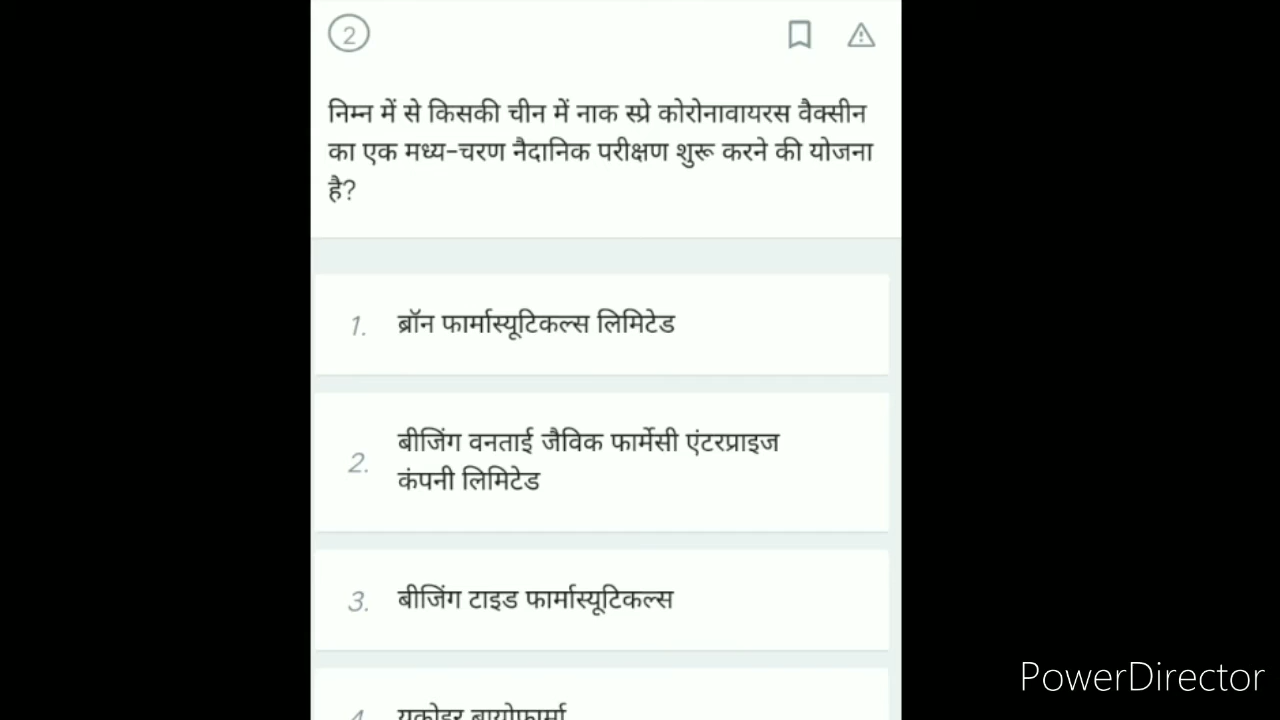 2
निम्न में से किसकी चीन में नाक स्प्रे कोरोनावायरस वैक्सीन
का एक मध्य-चरण नैदानिक परीक्षण शुरू करने की योजना
है?
1. ब्रॉन फार्मास्यूटिकल्स लिमिटेड
2. बीजिंग वनताई जैविक फार्मेसी एंटरप्राइज
कंपनी लिमिटेड
3. बीजिंग टाइड फार्मास्यूटिकल्स
4. बायोफार्मा
PowerDirector